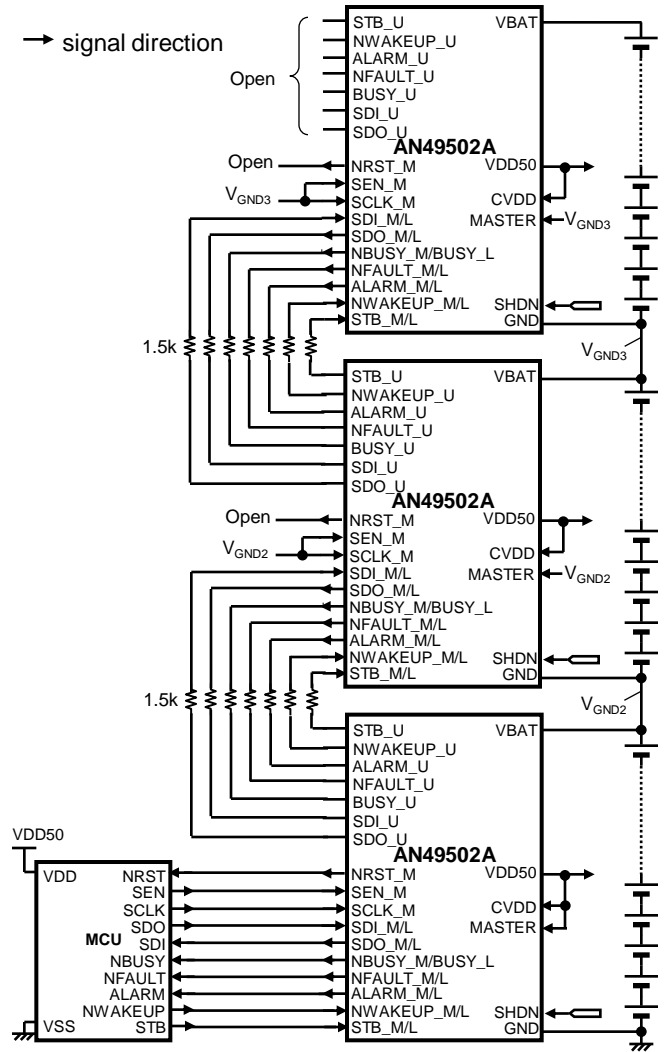 signal direction
Open
STB_U
NWAKEUP_U
ALARM_U
NFAULT_U
BUSY_U
SDI_U
SDO_U
VBAT
AN49502A
Open
NRST_M
VDD50
SEN_M
VGND3
SCLK_M
CVDD
SDI_M/L
MASTER
VGND3
SDO_M/L
NBUSY_M/BUSY_L
NFAULT_M/L
ALARM_M/L
NWAKEUP_M/L
SHDN
STB_M/L
GND
1.5k
VGND3
STB_U
VBAT
NWAKEUP_U
ALARM_U
NFAULT_U
BUSY_U
SDI_U
SDO_U
AN49502A
Open
NRST_M
VDD50
SEN_M
VGND2
SCLK_M
CVDD
SDI_M/L
MASTER
VGND2
SDO_M/L
NBUSY_M/BUSY_L
NFAULT_M/L
ALARM_M/L
NWAKEUP_M/L
SHDN
STB_M/L
GND
1.5k
VGND2
STB_U
VBAT
NWAKEUP_U
ALARM_U
NFAULT_U
BUSY_U
SDI_U
SDO_U
AN49502A
VDD50
VDD
NRST
SEN
SCLK
SDO
MCU
SDI
NBUSY
NFAULT
ALARM
NWAKEUP
VSS
STB
NRST_M
VDD50
SEN_M
SCLK_M
CVDD
SDI_M/L
MASTER
SDO_M/L
NBUSY_M/BUSY_L
NFAULT_M/L
ALARM_M/L
NWAKEUP_M/L
SHDN
STB_M/L
GND